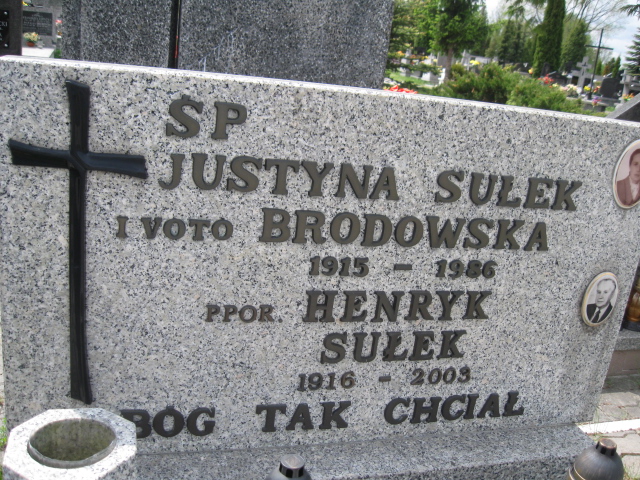 SP
JUSTYNA SUŁEK
I VOTO BRODOWSKA
1915 - 1986
PPOR. HENRYK
SUŁEK
1916 - 2003
BÓG TAK CHCIAŁ